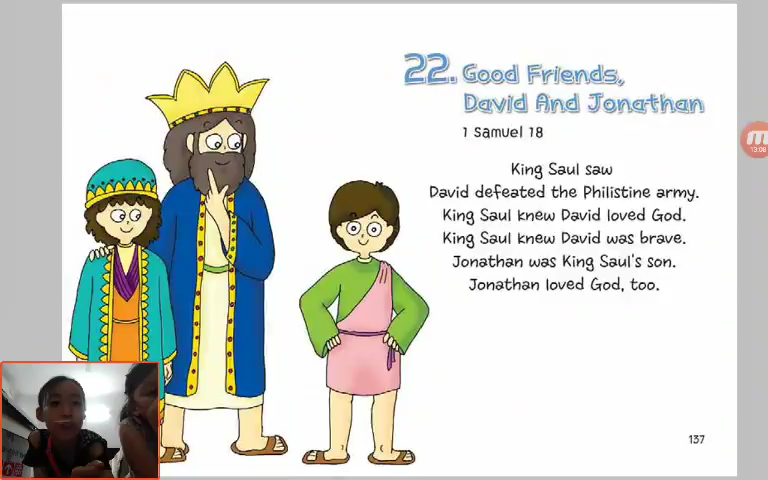 22. Good Friends,
David And Jonathan
1 Samuel 18
King Saul saw
David defeated the Philistine army.
King Saul knew David loved God.
King Saul knew David was brave.
Jonathan was King Saul's son.
Jonathan loved God, too.
137
13:08